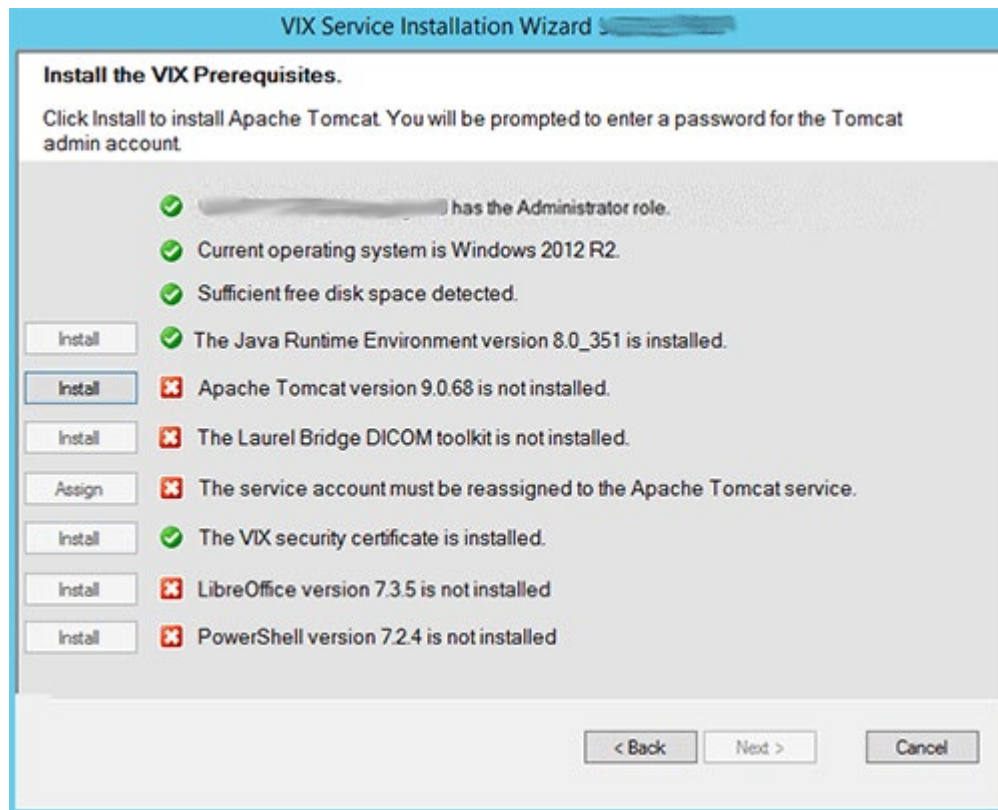 VIX Service Installation Wizard
Install the VIX Prerequisites.
Click Install to install Apache Tomcat. You will be prompted to enter a password for the Tomcat
admin account.
has the Administrator role.
Current operating system is Windows 2012 R2.
Sufficient free disk space detected.
Install The Java Runtime Environment version 8.0_351 is installed.
Install Apache Tomcat version 9.0.68 is not installed.
Install The Laurel Bridge DICOM toolkit is not installed.
Assign The service account must be reassigned to the Apache Tomcat service.
Install The VIX security certificate is installed.
Install LibreOffice version 7.3.5 is not installed
Install PowerShell version 7.2.4 is not installed
< Back Next > Cancel